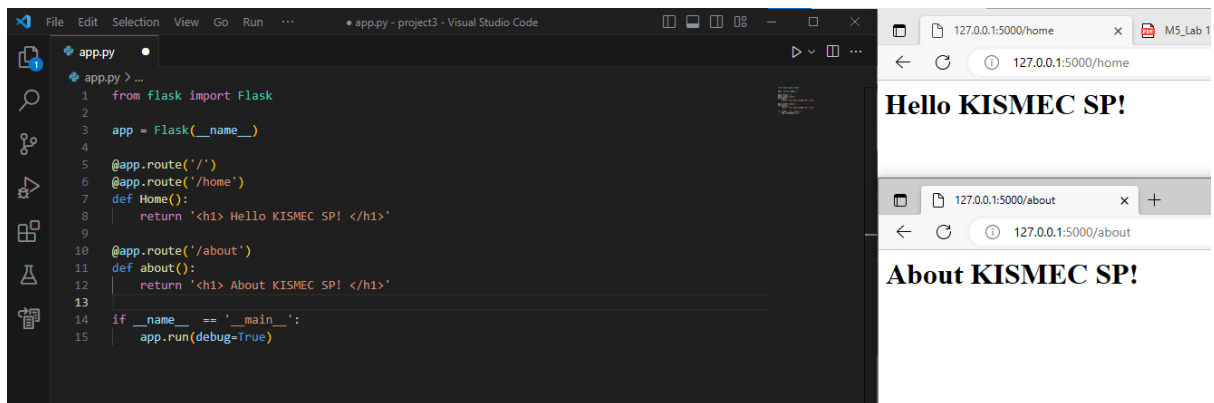 File Edit Selection View Go Run ··· ● app.py - project3 - Visual Studio Code
app.py ●
app.py > ...
1 from flask import Flask
2
3 app = Flask(__name__)
4
5 @app.route('/')
6 @app.route('/home')
7 def Home():
8     return '<h1> Hello KISMEC SP! </h1>'
9
10 @app.route('/about')
11 def about():
12     return '<h1> About KISMEC SP! </h1>'
13
14 if __name__  == '__main__':
15     app.run(debug=True)
1
127.0.0.1:5000/home
PDF M5_Lab 1
127.0.0.1:5000/home
Hello KISMEC SP!
127.0.0.1:5000/about
127.0.0.1:5000/about
About KISMEC SP!